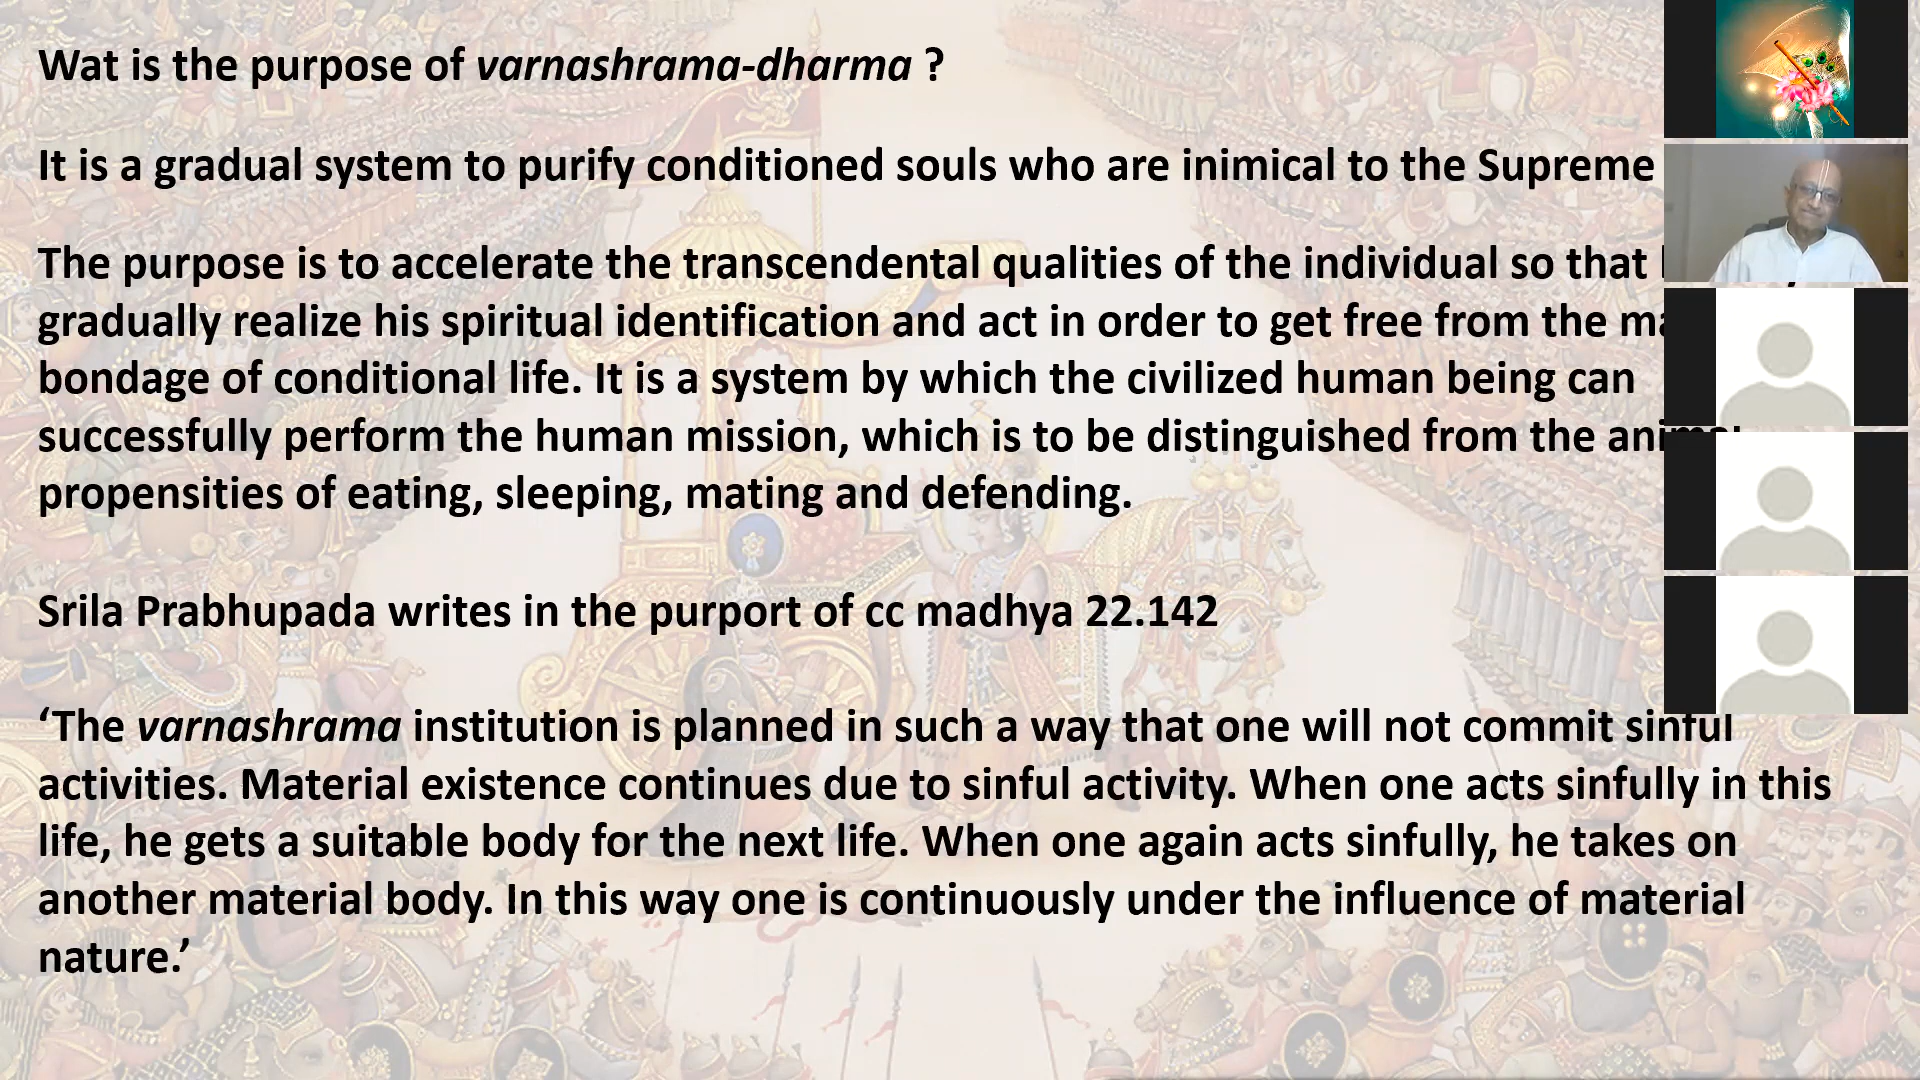 Wat is the purpose of varnashrama-dharma ?
It is a gradual system to purify conditioned souls who are inimical to the Supreme
The purpose is to accelerate the transcendental qualities of the individual so that
gradually realize his spiritual identification and act in order to get free from the
bondage of conditional life. It is a system by which the civilized human being can
successfully perform the human mission, which is to be distinguished from the animal
propensities of eating, sleeping, mating and defending.
Srila Prabhupada writes in the purport of cc madhya 22.142
‘The varnashrama institution is planned in such a way that one will not commit sinful
activities. Material existence continues due to sinful activity. When one acts sinfully in this
life, he gets a suitable body for the next life. When one again acts sinfully, he takes on
another material body. In this way one is continuously under the influence of material
nature.’